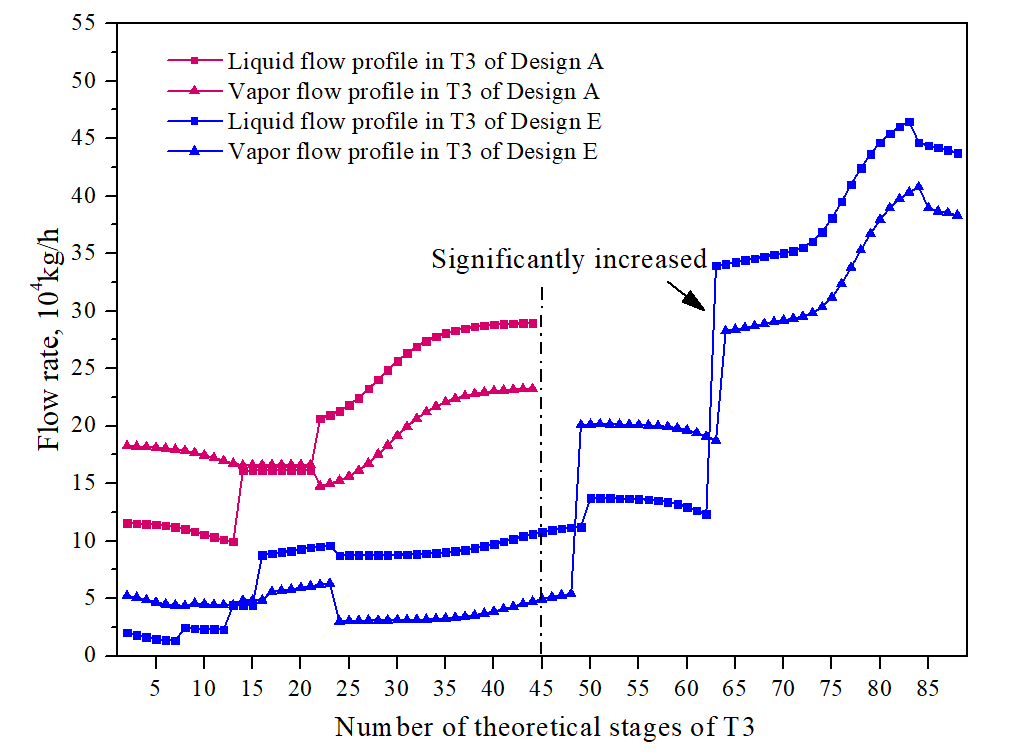 55
50
45
40
35
30
25
20
15
10
5
0
Flow rate, 10⁴kg/h
Liquid flow profile in T3 of Design A
Vapor flow profile in T3 of Design A
Liquid flow profile in T3 of Design E
Vapor flow profile in T3 of Design E
Significantly increased
5 10 15 20 25 30 35 40 45 50 55 60 65 70 75 80 85
Number of theoretical stages of T3